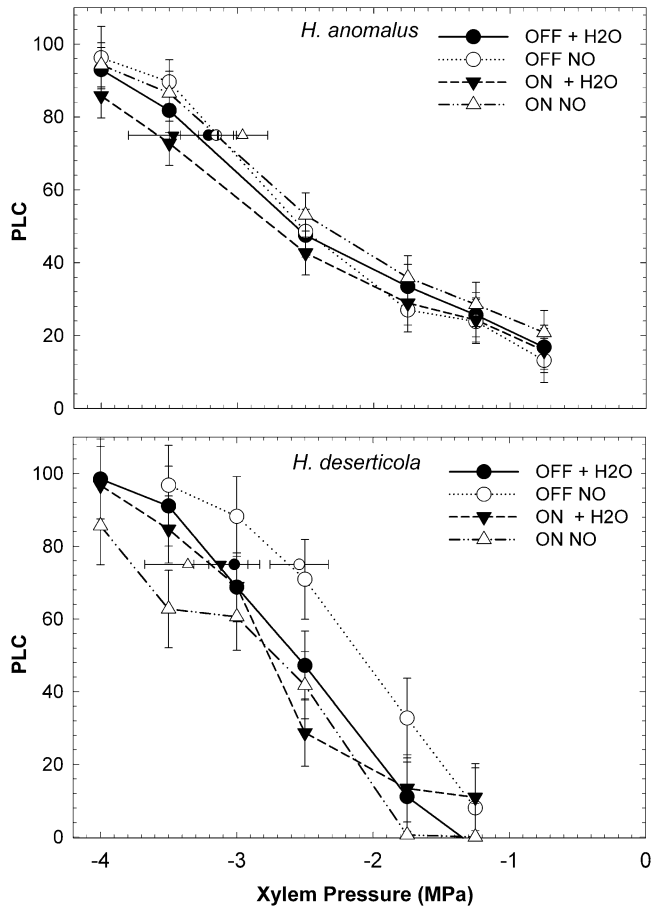 H. anomalus
OFF + H2O
OFF NO
ON + H2O
ON NO
100
80
60
40
20
0
PLC
H. deserticola
OFF + H2O
OFF NO
ON + H2O
ON NO
100
80
60
40
20
0
PLC
-4 -3 -2 -1 0
Xylem Pressure (MPa)